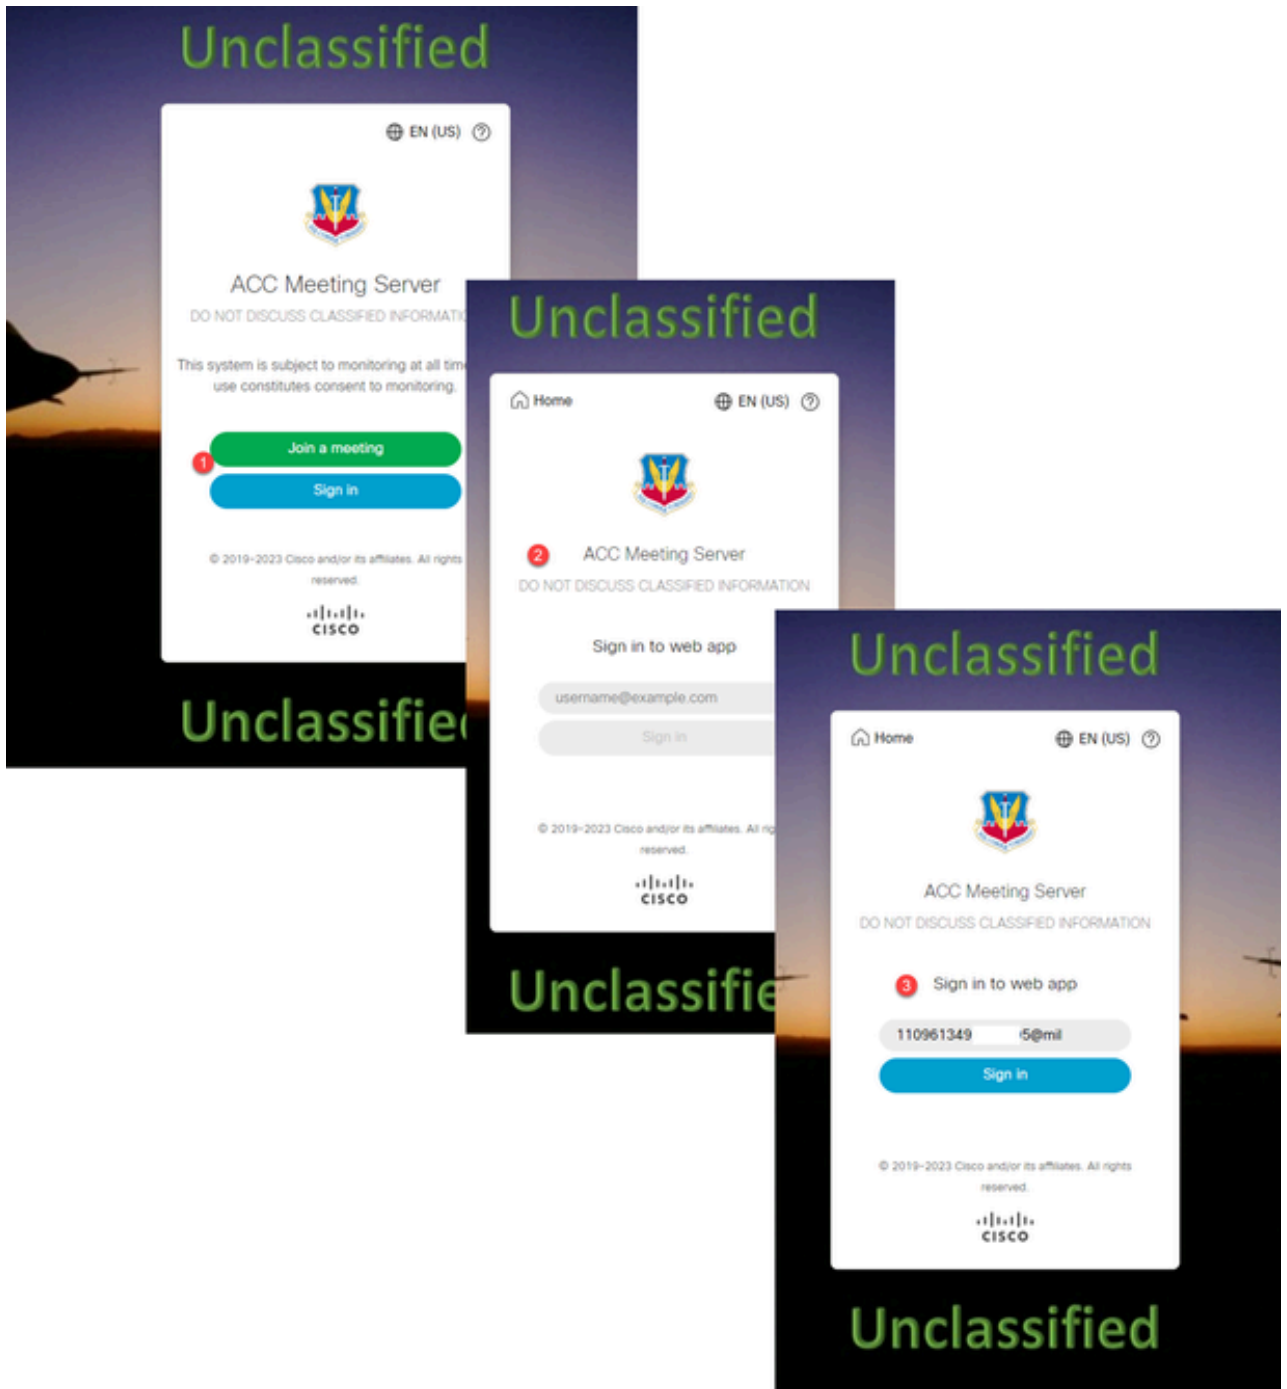 Unclassified
EN (US)
ACC Meeting Server
DO NOT DISCUSS CLASSIFIED
This system is subject to monitoring at all
use constitutes consent to monitoring.
1
Join a meeting
Sign in
© 2019-2023 Cisco and/or its affiliates. All rights
reserved.
CISCO
Unclassified
Home
EN (US)
2
ACC Meeting Server
DO NOT DISCUSS CLASSIFIED INFORMATION
Sign in to web app
username@example.com
Sign in
© 2019-2023 Cisco and/or its affiliates. All
reserved.
CISCO
Unclassified
Home
EN (US)
ACC Meeting Server
DO NOT DISCUSS CLASSIFIED INFORMATION
3
Sign in to web app
110961349 5@mil
Sign in
© 2019-2023 Cisco and/or its affiliates. All rights
reserved.
CISCO
Unclassified